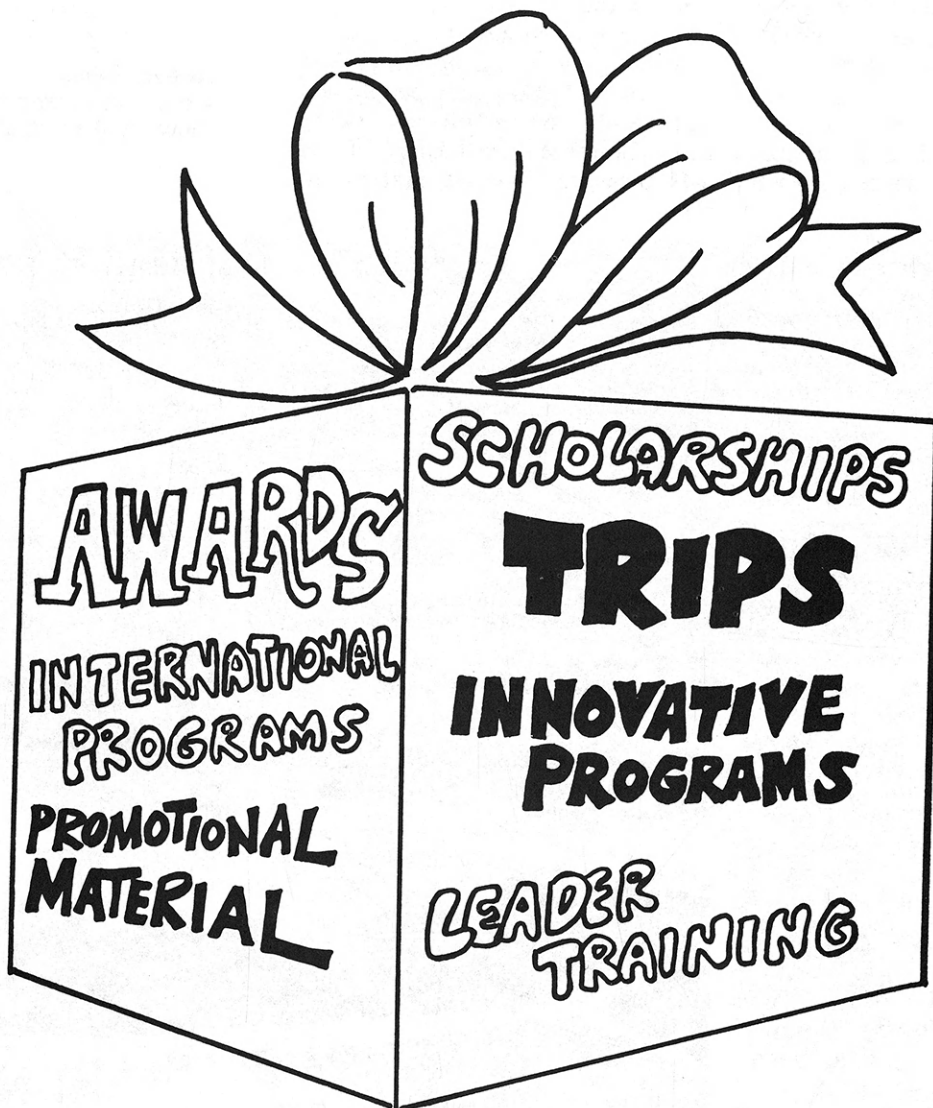 AWARDS
INTERNATIONAL
PROGRAMS
PROMOTIONAL
MATERIAL
SCHOLARSHIPS
TRIPS
INNOVATIVE
PROGRAMS
LEADER
TRAINING